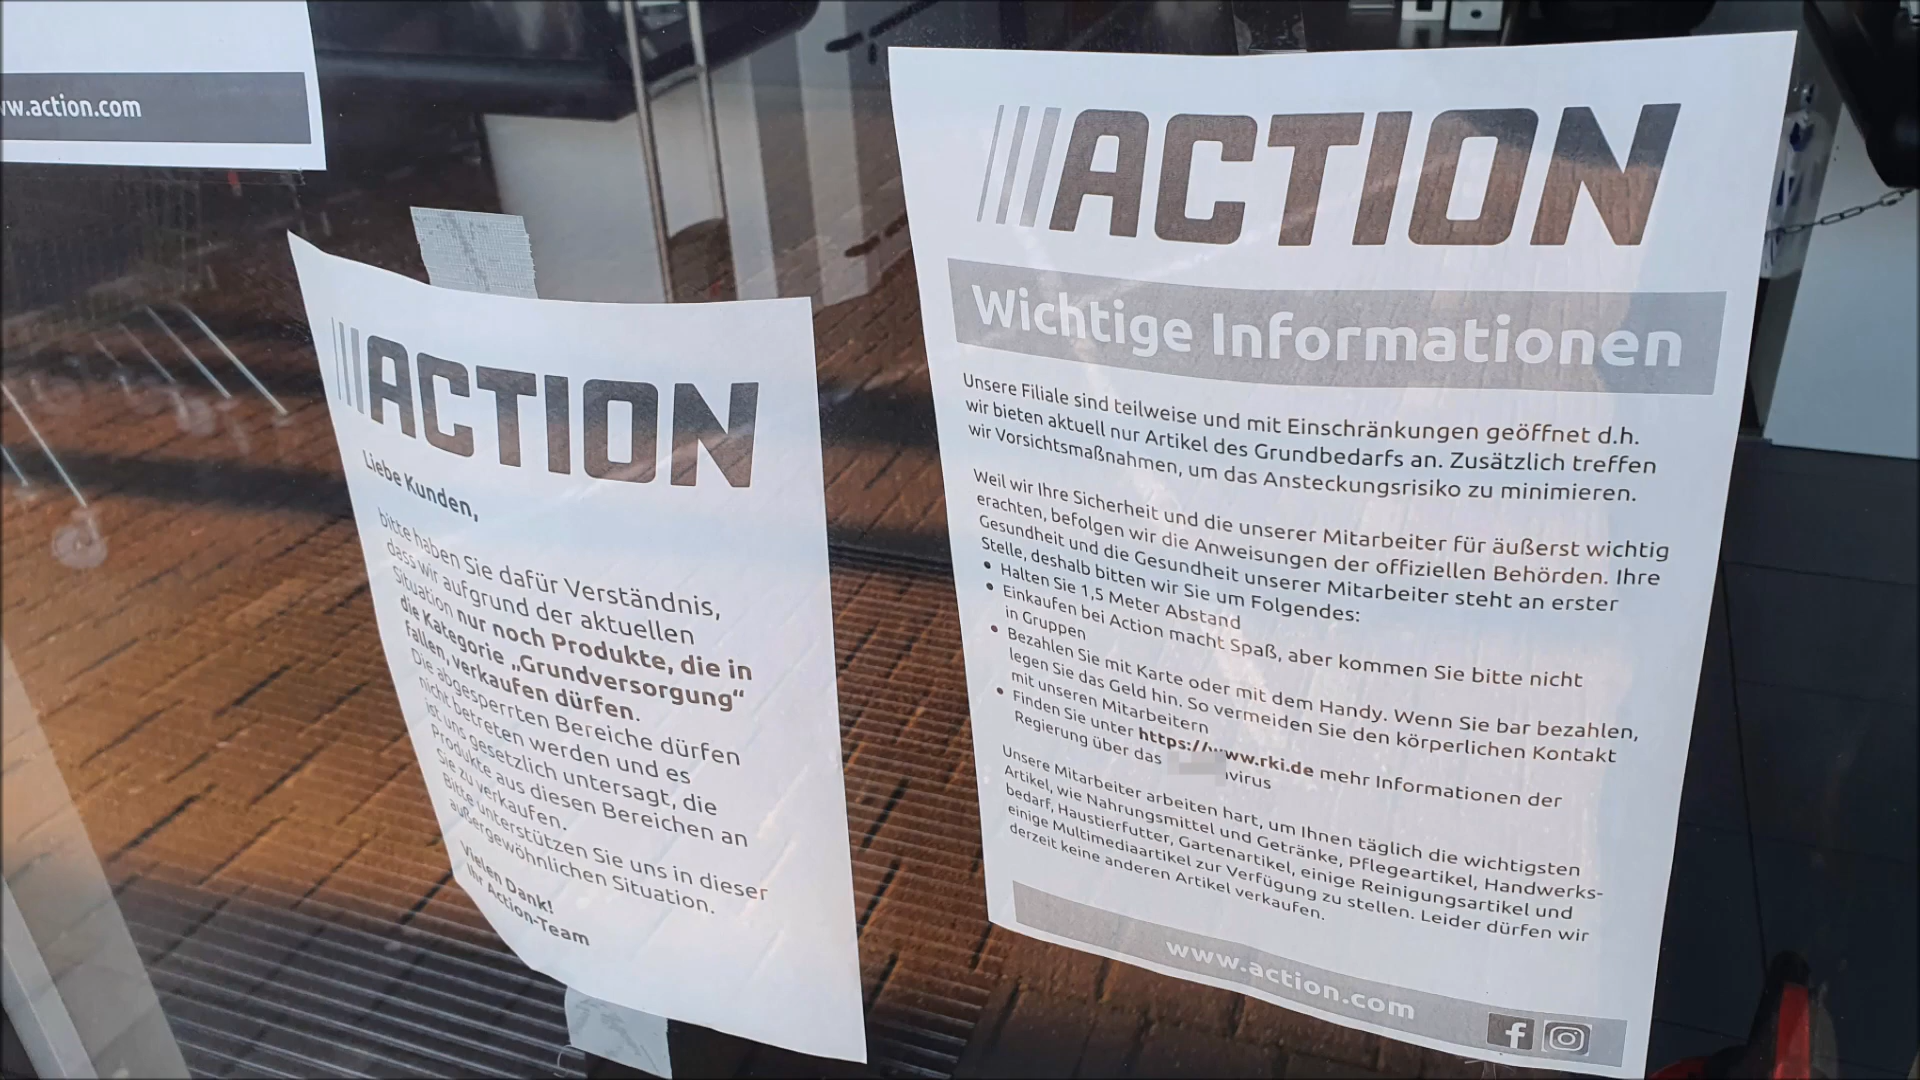 ww.action.com
ACTION
Liebe Kunden,
bitte haben Sie dafür Verständnis,
dass wir aufgrund der aktuellen
Situation nur noch Produkte, die in
die Kategorie „Grundversorgung“
fallen, verkaufen dürfen.
Die abgesperrten Bereiche dürfen
nicht betreten werden und es
ist uns gesetzlich untersagt, die
Produkte aus diesen Bereichen an
Sie zu verkaufen.
Bitte unterstützen Sie uns in dieser
außergewöhnlichen Situation.
Vielen Dank!
Ihr Action-Team
ACTION
Wichtige Informationen
Unsere Filiale sind teilweise und mit Einschränkungen geöffnet d.h.
wir bieten aktuell nur Artikel des Grundbedarfs an. Zusätzlich treffen
wir Vorsichtsmaßnahmen, um das Ansteckungsrisiko zu minimieren.
Weil wir Ihre Sicherheit und die unserer Mitarbeiter für äußerst wichtig
erachten, befolgen wir die Anweisungen der offiziellen Behörden. Ihre
Gesundheit und die Gesundheit unserer Mitarbeiter steht an erster
Stelle, deshalb bitten wir Sie um Folgendes:
• Halten Sie 1,5 Meter Abstand
• Einkaufen bei Action macht Spaß, aber kommen Sie bitte nicht
in Gruppen
• Bezahlen Sie mit Karte oder mit dem Handy. Wenn Sie bar bezahlen,
legen Sie das Geld hin. So vermeiden Sie den körperlichen Kontakt
mit unseren Mitarbeitern
• Finden Sie unter https://www.rki.de mehr Informationen der
Regierung über das virus
Unsere Mitarbeiter arbeiten hart, um Ihnen täglich die wichtigsten
Artikel, wie Nahrungsmittel und Getränke, Pflegeartikel, Handwerks-
bedarf, Haustierfutter, Gartenartikel, einige Reinigungsartikel und
einige Multimediaartikel zur Verfügung zu stellen. Leider dürfen wir
derzeit keine anderen Artikel verkaufen.
www.action.com